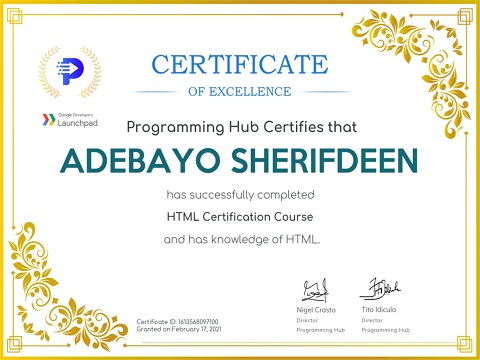 CERTIFICATE
OF EXCELLENCE
Google Developers
Launchpad
Programming Hub Certifies that
ADEBAYO SHERIFDEEN
has successfully completed
HTML Certification Course
and has knowledge of HTML.
Nigel Crasto
Director
Programming Hub
Tito Idicula
Director
Programming Hub
Certificate ID: 1613568097100
Granted on February 17, 2021